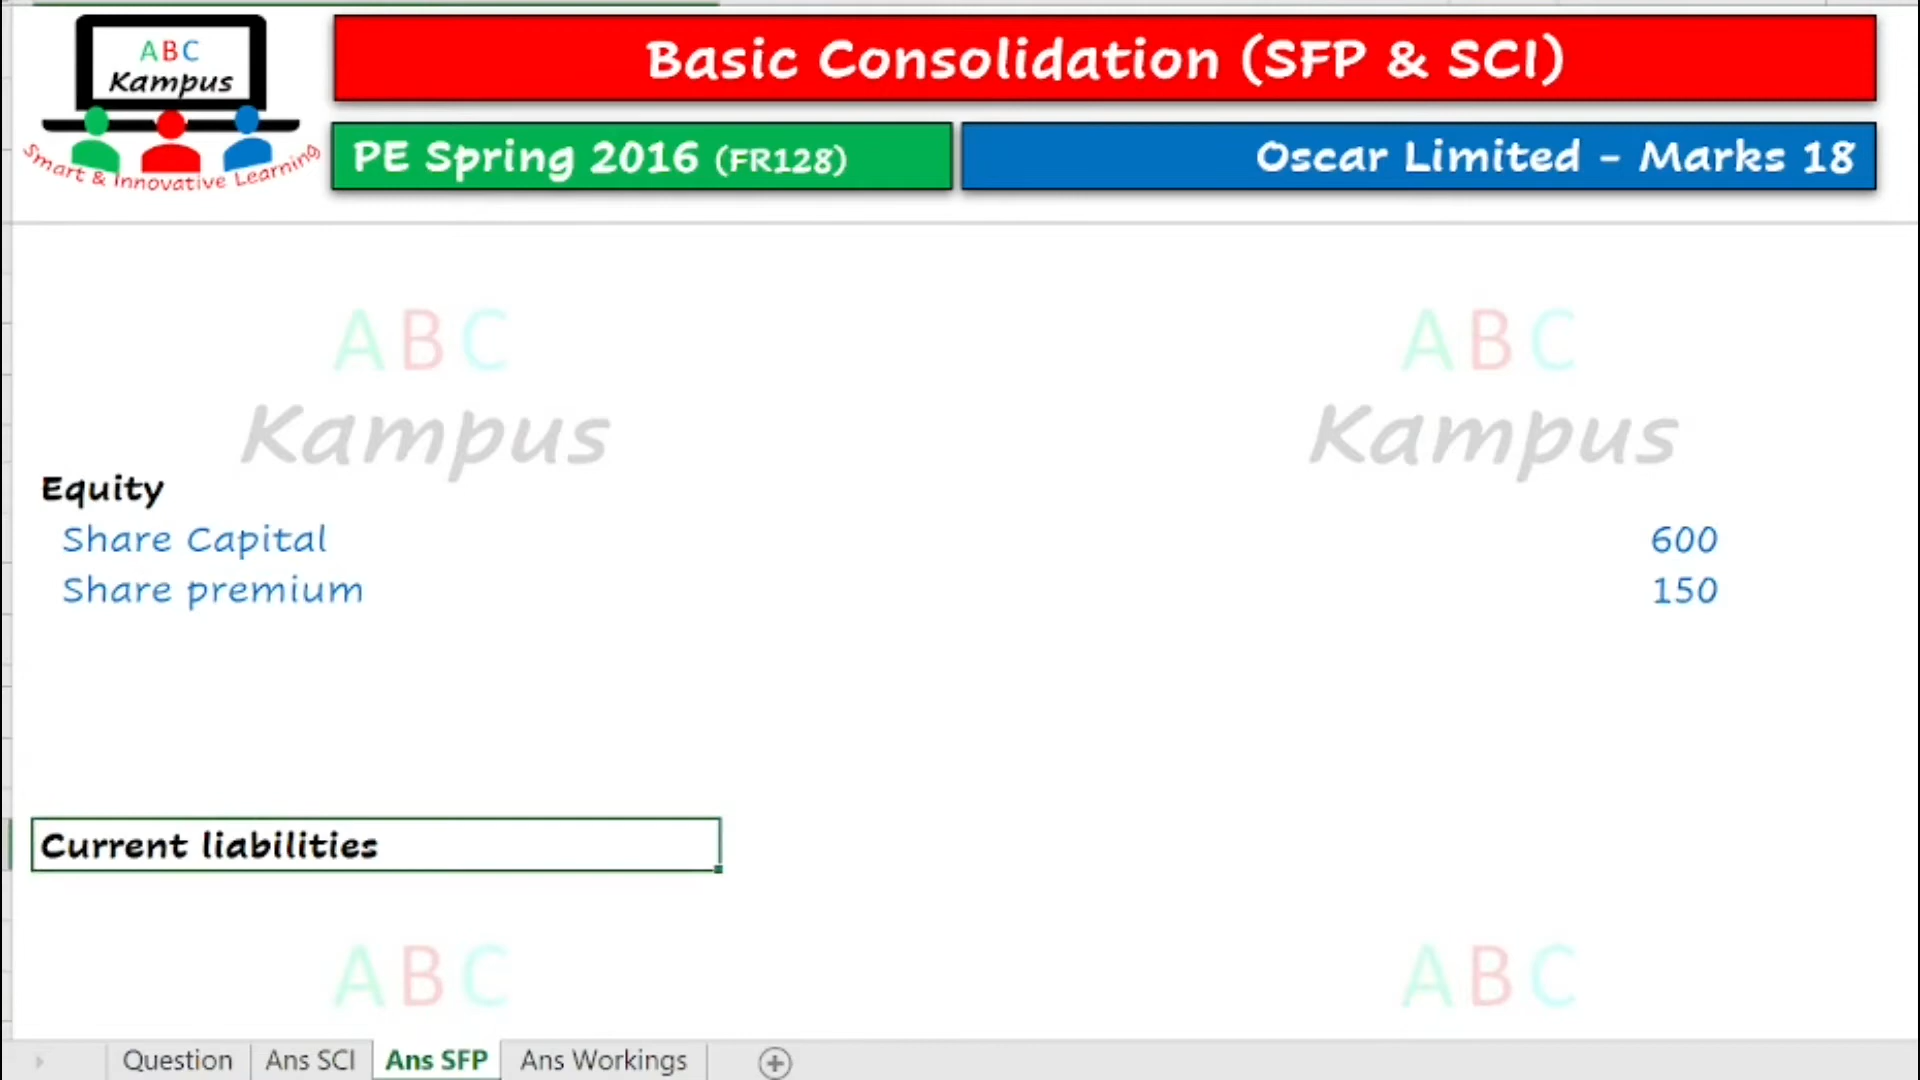 ABC
Kampus
Smart & Innovative Learning
Basic Consolidation (SFP & SCI)
PE Spring 2016 (FR128)
Oscar Limited - Marks 18
ABC
Kampus
ABC
Kampus
Equity
Share Capital 600
Share premium 150
Current liabilities
ABC
ABC
Question Ans SCI Ans SFP Ans Workings